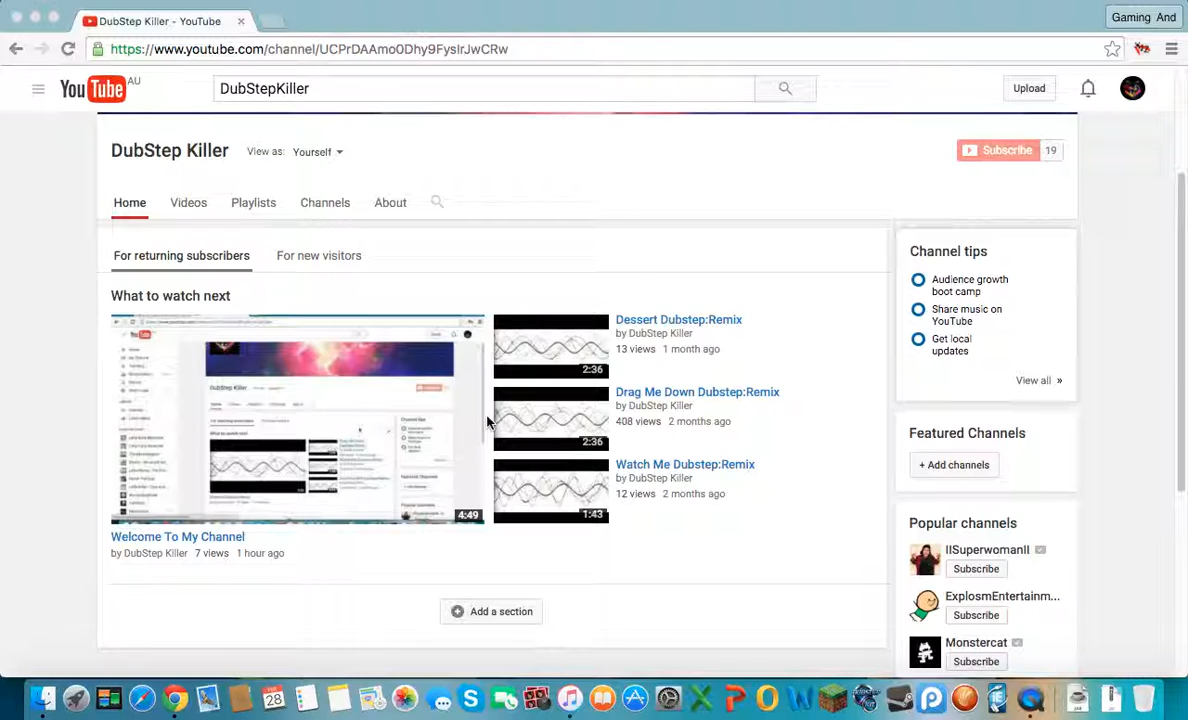 DubStep Killer - YouTube
Gaming And
https://www.youtube.com/channel/UCPrDAAmo0Dhy9FysIrJwCRw
YouTube AU
DubStepKiller
Upload
DubStep Killer
View as: Yourself
Subscribe 19
Home Videos Playlists Channels About
For returning subscribers For new visitors
What to watch next
4:49
Welcome To My Channel
by DubStep Killer 7 views 1 hour ago
2:36
Dessert Dubstep:Remix
by DubStep Killer
13 views 1 month ago
2:36
Drag Me Down Dubstep:Remix
by DubStep Killer
408 views 2 months ago
1:43
Watch Me Dubstep:Remix
by DubStep Killer
12 views 2 months ago
Add a section
Channel tips
Audience growth
boot camp
Share music on
YouTube
Get local
updates
View all »
Featured Channels
+ Add channels
Popular channels
IISuperwomanII
Subscribe
ExplosmEntertainm...
Subscribe
Monstercat
Subscribe
28